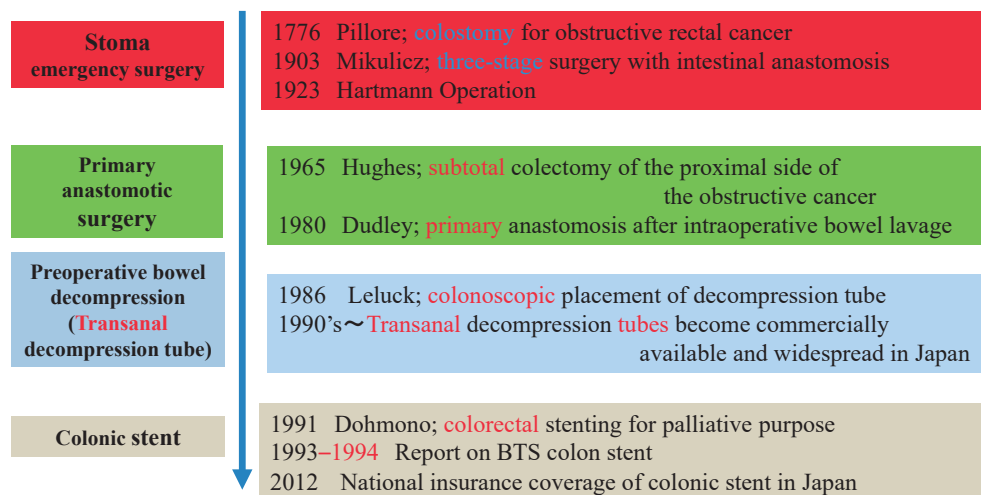 Stoma
emergency surgery
1776 Pillore; colostomy for obstructive rectal cancer
1903 Mikulicz; three-stage surgery with intestinal anastomosis
1923 Hartmann Operation
Primary
anastomotic
surgery
1965 Hughes; subtotal colectomy of the proximal side of
the obstructive cancer
1980 Dudley; primary anastomosis after intraoperative bowel lavage
Preoperative bowel
decompression
(Transanal
decompression tube)
1986 Leluck; colonoscopic placement of decompression tube
1990's～Transanal decompression tubes become commercially
available and widespread in Japan
Colonic stent
1991 Dohmono; colorectal stenting for palliative purpose
1993–1994 Report on BTS colon stent
2012 National insurance coverage of colonic stent in Japan